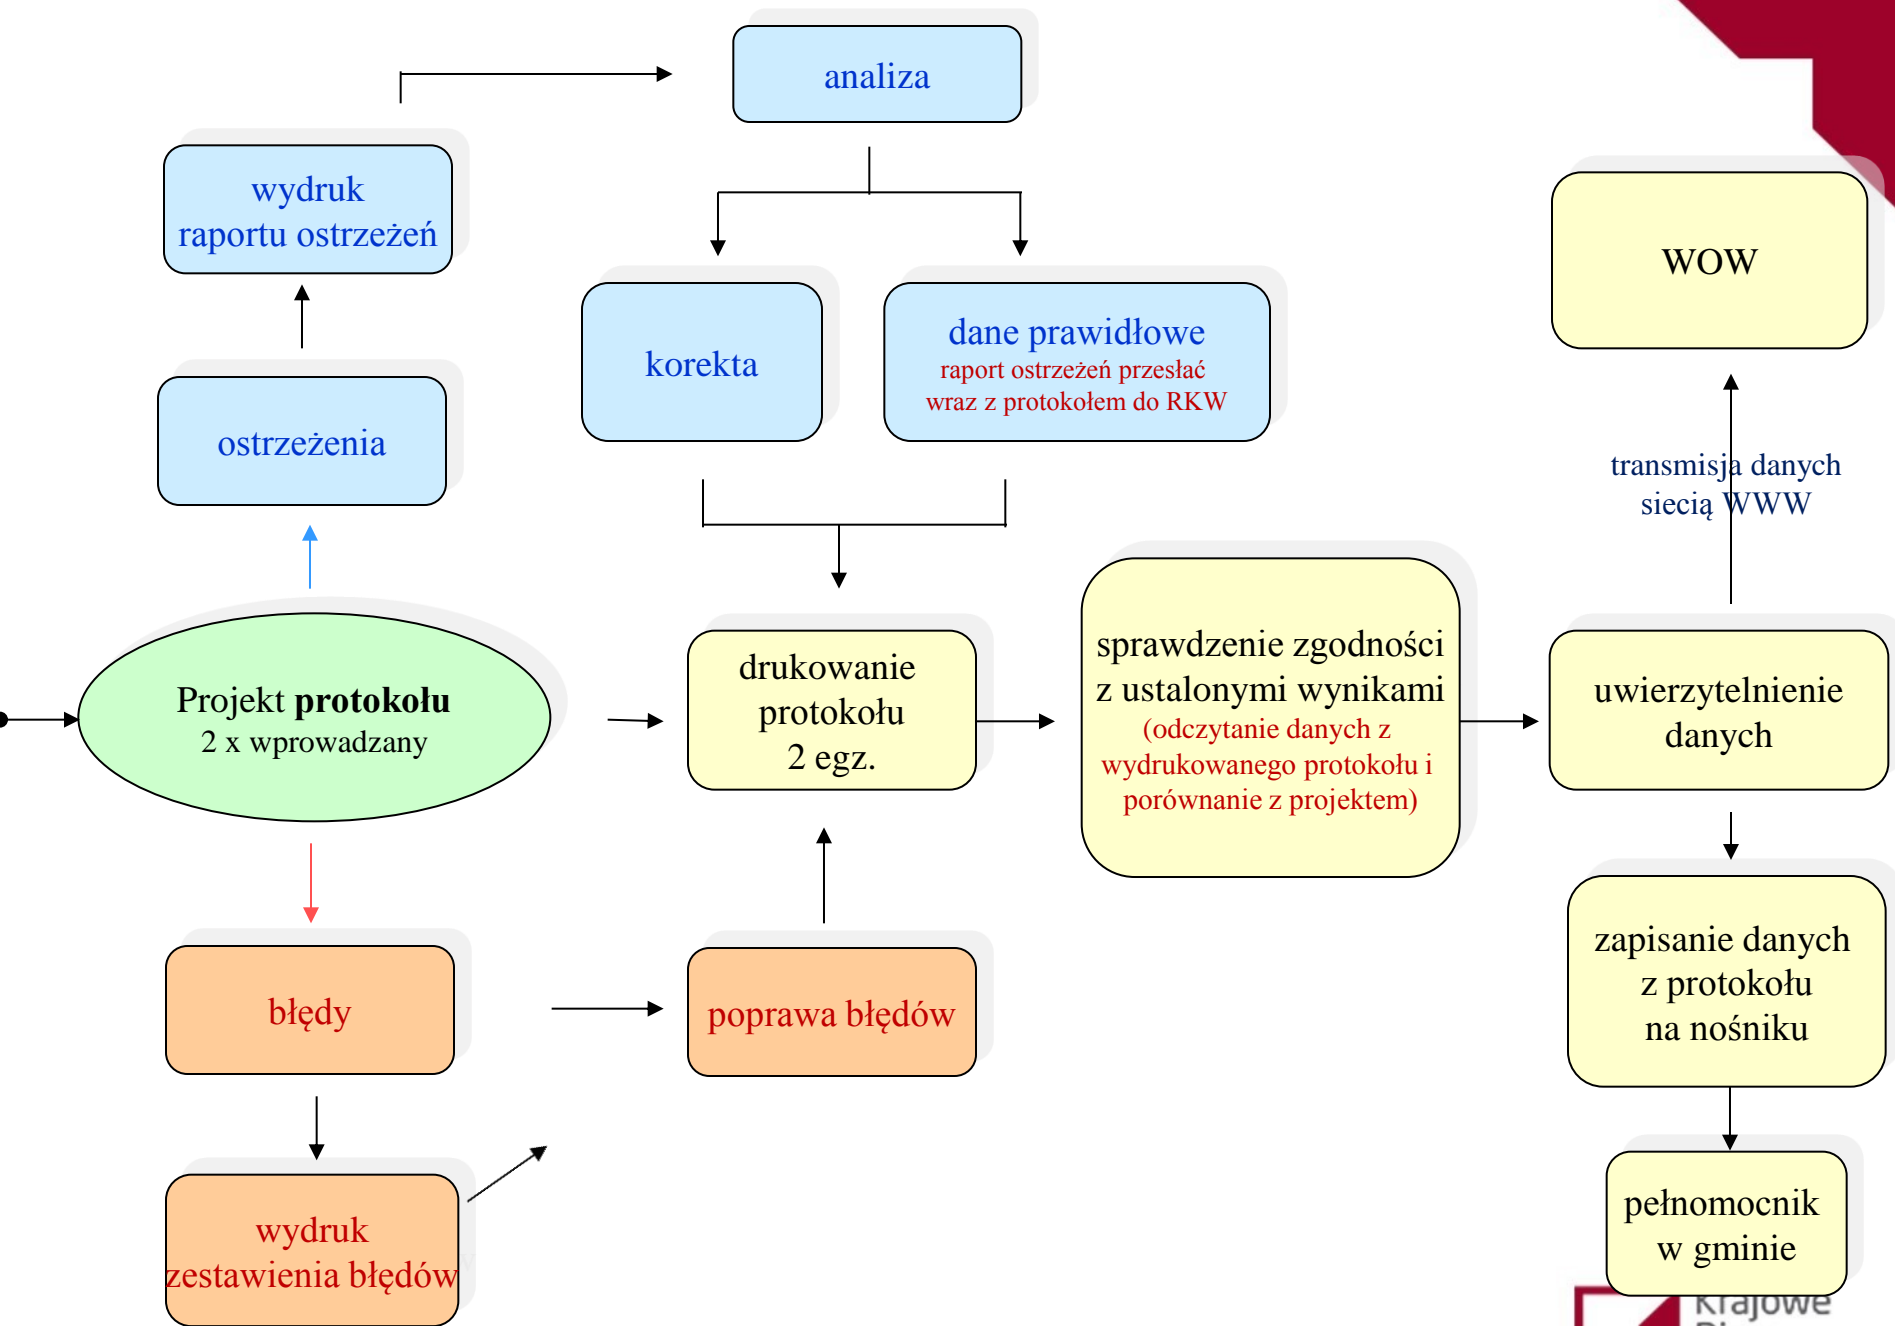 analiza
wydruk
raportu ostrzeżeń
WOW
korekta
dane prawidłowe
raport ostrzeżeń przesłać
wraz z protokołem do RKW
ostrzeżenia
transmisja danych
siecią WWW
Projekt protokołu
2 x wprowadzany
drukowanie
protokołu
2 egz.
sprawdzenie zgodności
z ustalonymi wynikami
(odczytanie danych z
wydrukowanego protokołu i
porównanie z projektem)
uwierzytelnienie
danych
błędy
poprawa błędów
zapisanie danych
z protokołu
na nośniku
wydruk
zestawienia błędów
pełnomocnik
w gminie
Krajowe